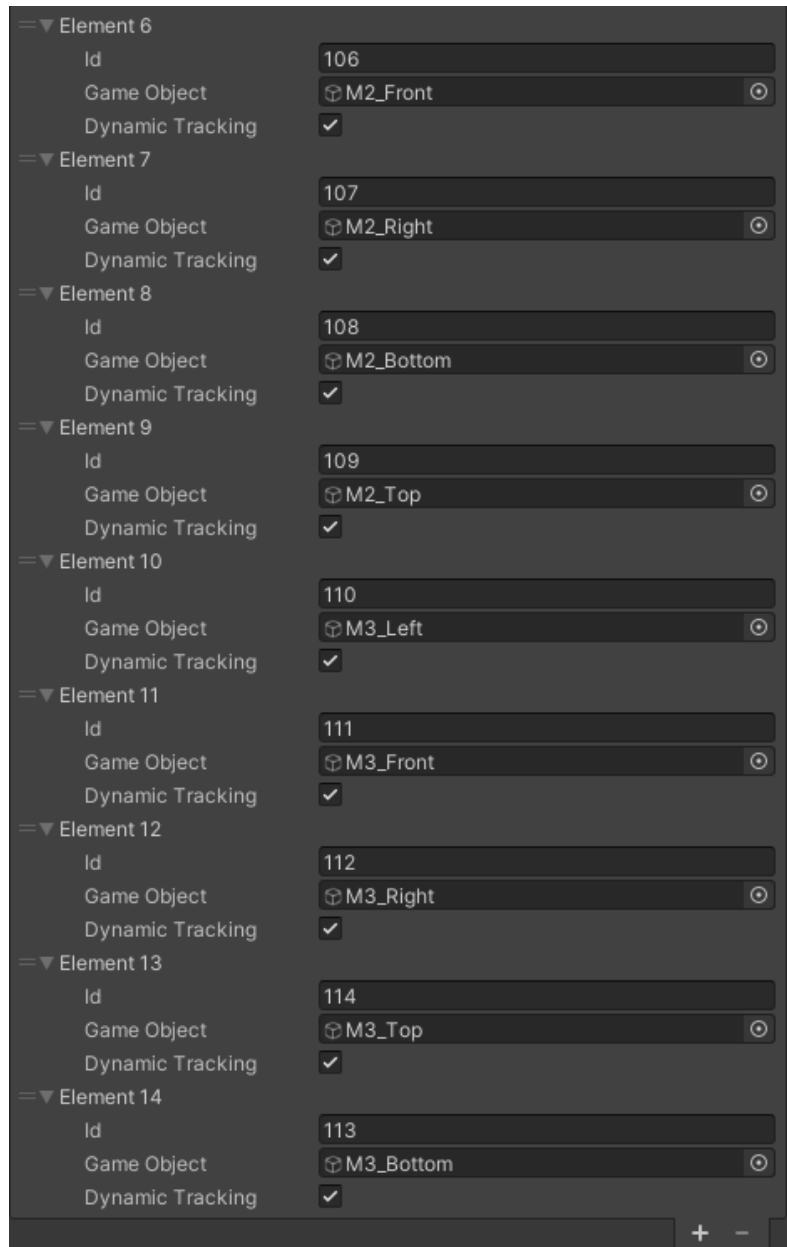 Element 6
Id 106
Game Object M2_Front
Dynamic Tracking
Element 7
Id 107
Game Object M2_Right
Dynamic Tracking
Element 8
Id 108
Game Object M2_Bottom
Dynamic Tracking
Element 9
Id 109
Game Object M2_Top
Dynamic Tracking
Element 10
Id 110
Game Object M3_Left
Dynamic Tracking
Element 11
Id 111
Game Object M3_Front
Dynamic Tracking
Element 12
Id 112
Game Object M3_Right
Dynamic Tracking
Element 13
Id 114
Game Object M3_Top
Dynamic Tracking
Element 14
Id 113
Game Object M3_Bottom
Dynamic Tracking